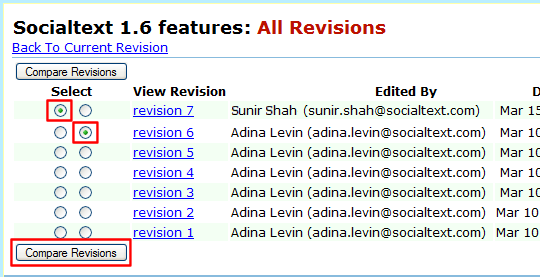 Socialtext 1.6 features: All Revisions
Back To Current Revision
Compare Revisions
Select View Revision Edited By D
revision 7 Sunir Shah (sunir.shah@socialtext.com) Mar 15
revision 6 Adina Levin (adina.levin@socialtext.com) Mar 10
revision 5 Adina Levin (adina.levin@socialtext.com) Mar 10
revision 4 Adina Levin (adina.levin@socialtext.com) Mar 10
revision 3 Adina Levin (adina.levin@socialtext.com) Mar 10
revision 2 Adina Levin (adina.levin@socialtext.com) Mar 10
revision 1 Adina Levin (adina.levin@socialtext.com) Mar 10
Compare Revisions